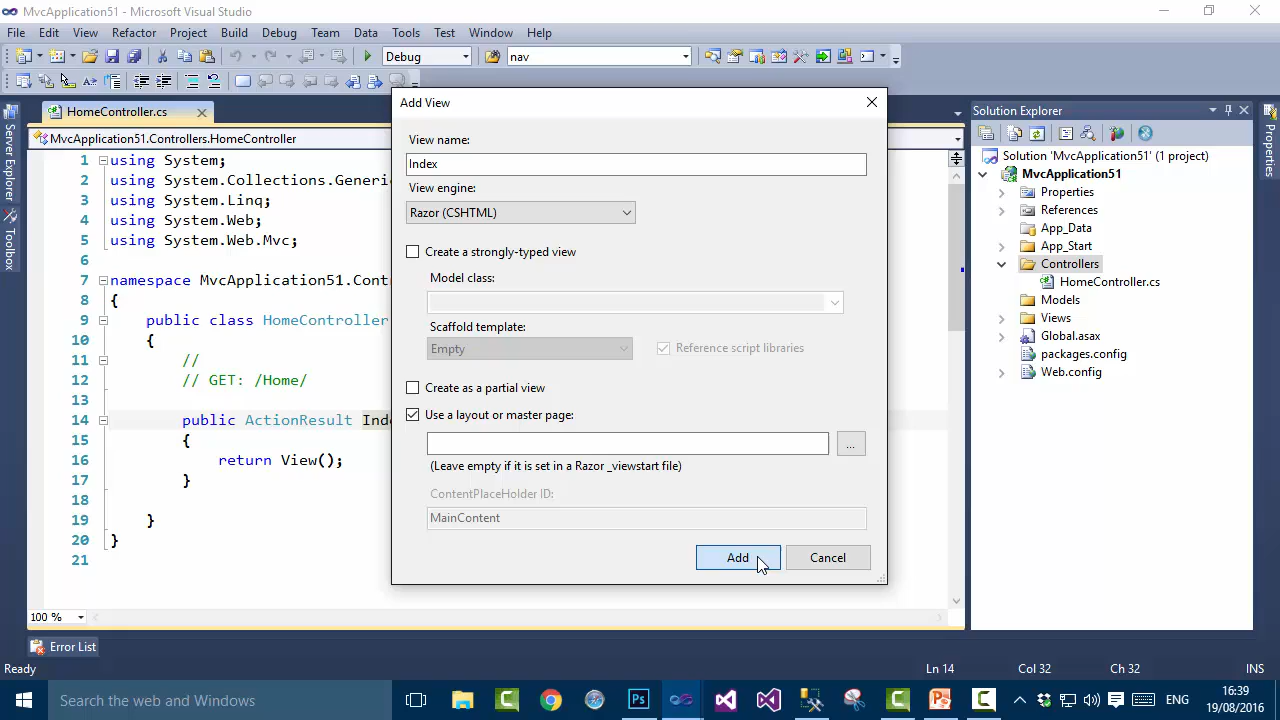 MvcApplication51 - Microsoft Visual Studio
File Edit View Refactor Project Build Debug Team Data Tools Test Window Help
Debug
nav
HomeController.cs
MvcApplication51.Controllers.HomeController
Server Explorer
Toolbox
1 using System;
2 using System.Collections.Generi
3 using System.Linq;
4 using System.Web;
5 using System.Web.Mvc;
6
7 namespace MvcApplication51.Cont
8 {
9 public class HomeController
10 {
11 //
12 // GET: /Home/
13
14 public ActionResult Inde
15 {
16 return View();
17 }
18
19 }
20 }
21
100 %
Add View
View name:
Index
View engine:
Razor (CSHTML)
Create a strongly-typed view
Model class:
Scaffold template:
Empty
Reference script libraries
Create as a partial view
Use a layout or master page:
...
(Leave empty if it is set in a Razor _viewstart file)
ContentPlaceHolder ID:
MainContent
Add
Cancel
Solution Explorer
Solution 'MvcApplication51' (1 project)
MvcApplication51
Properties
References
App_Data
App_Start
Controllers
HomeController.cs
Models
Views
Global.asax
packages.config
Web.config
Properties
Error List
Ready
Ln 14
Col 32
Ch 32
INS
Search the web and Windows
ENG
16:39
19/08/2016